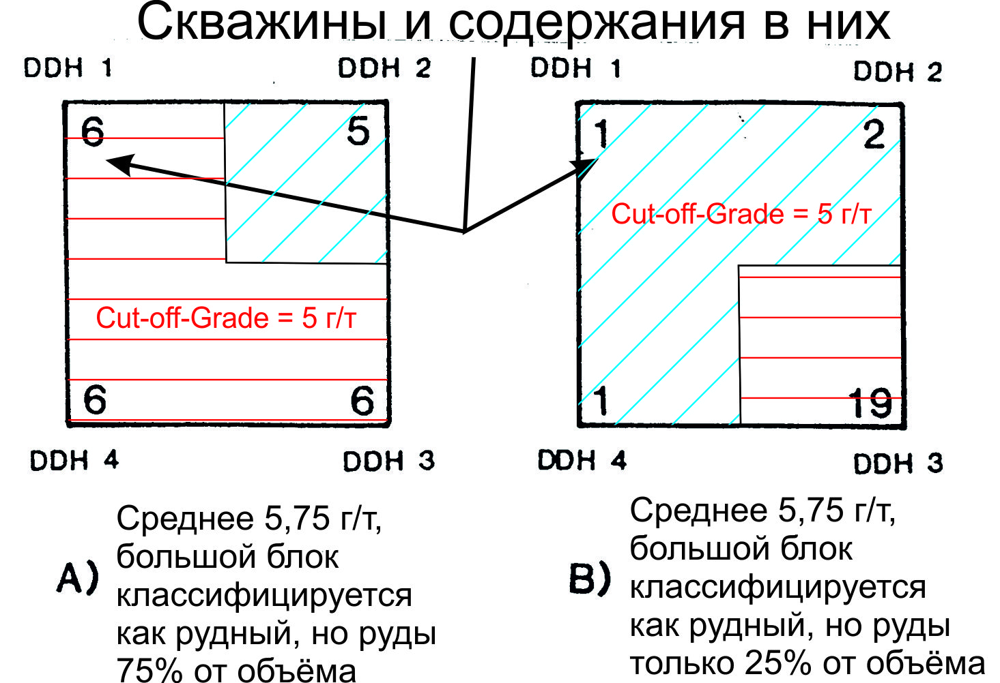 Скважины и содержания в них
DDH 1
DDH 2
6
5
Cut-off-Grade = 5 г/т
6
6
DDH 4
DDH 3
A)
Среднее 5,75 г/т,
большой блок
классифицируется
как рудный, но руды
75% от объёма
DDH 1
DDH 2
1
2
Cut-off-Grade = 5 г/т
1
19
DDH 4
DDH 3
B)
Среднее 5,75 г/т,
большой блок
классифицируется
как рудный, но руды
только 25% от объёма